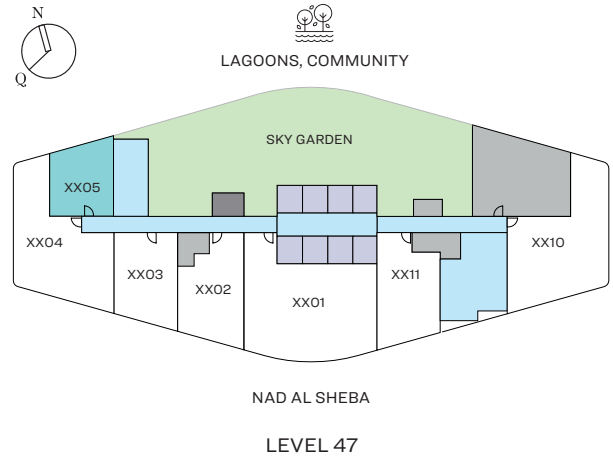 N
Q
LAGOONS, COMMUNITY
SKY GARDEN
XX05
XX04
XX10
XX03
XX11
XX02
XX01
NAD AL SHEBA
LEVEL 47